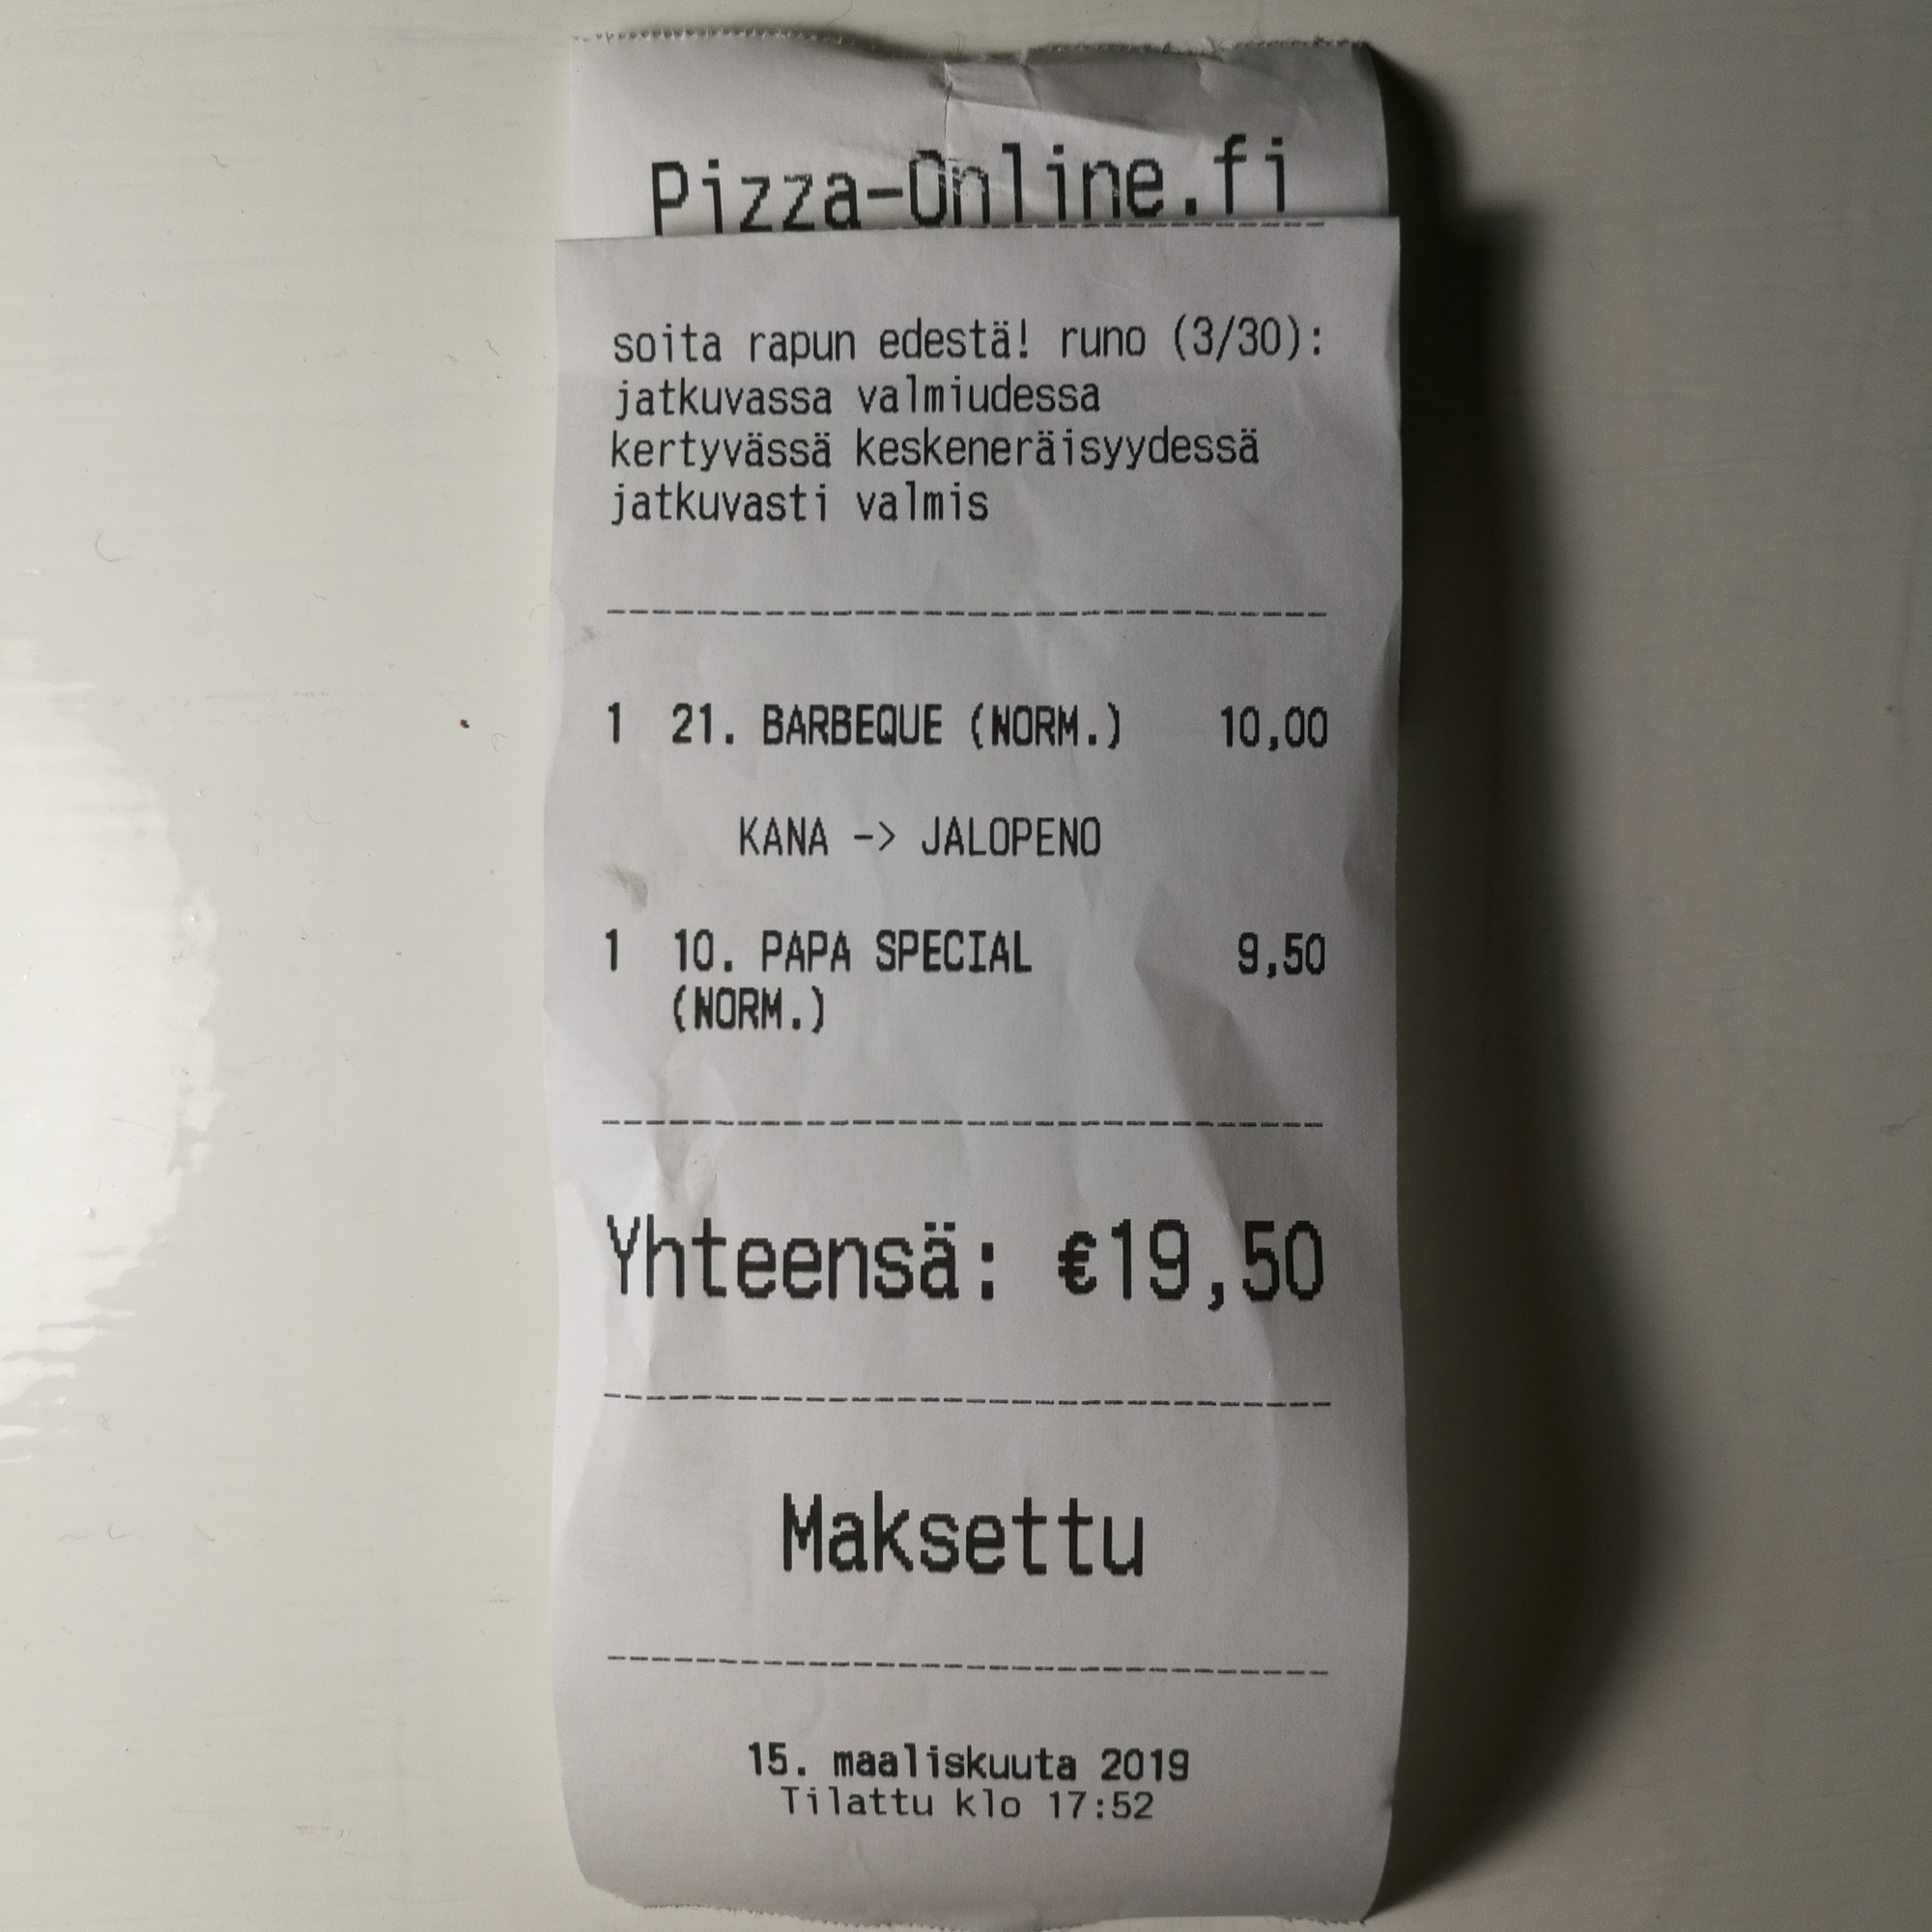 Pizza-Online.fi
soita rapun edestä! runo (3/30):
jatkuvassa valmiudessa
kertyvässä keskeneräisyydessä
jatkuvasti valmis
1 21. BARBEQUE (NORM.) 10,00
KANA -> JALOPENO
1 10. PAPA SPECIAL 9,50
(NORM.)
Yhteensä: €19,50
Maksettu
15. maaliskuuta 2019
Tilattu klo 17:52